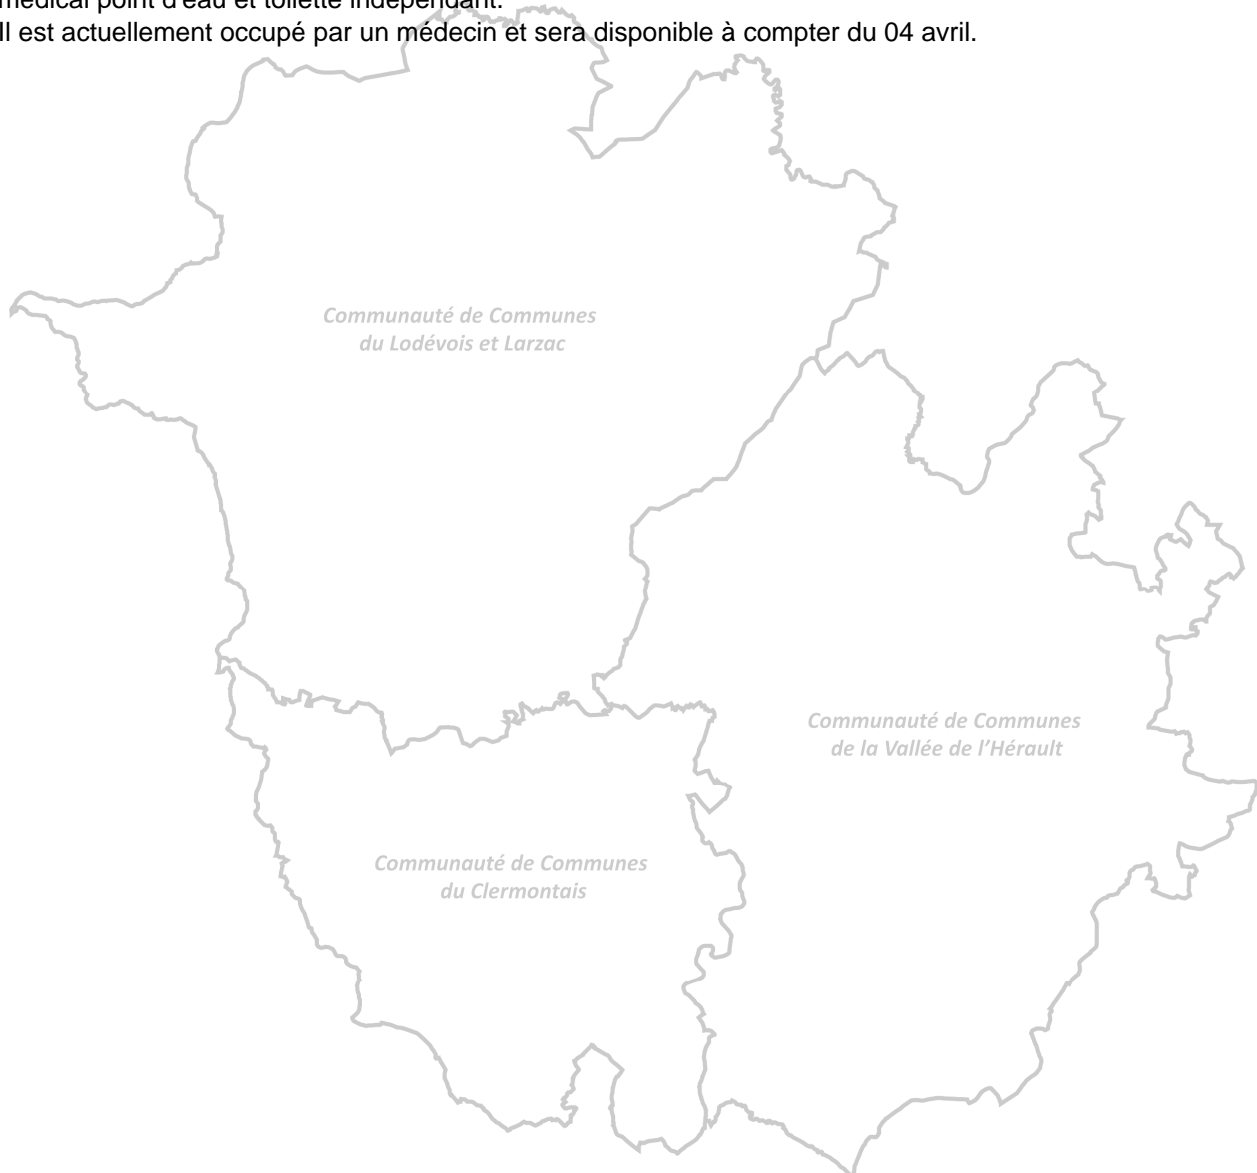 médical point d'eau et toilette indépendant.
Il est actuellement occupé par un médecin et sera disponible à compter du 04 avril.
Communauté de Communes
du Lodévois et Larzac
Communauté de Communes
de la Vallée de l'Hérault
Communauté de Communes
du Clermontais